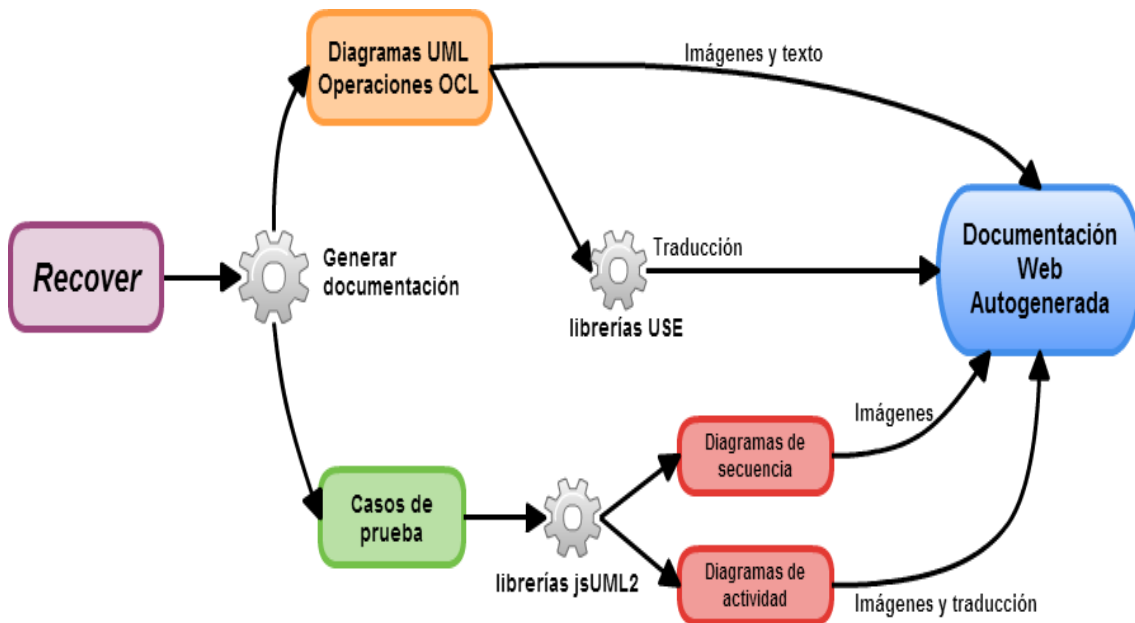 Diagramas UML
Operaciones OCL
Imágenes y texto
Recover
Generar
documentación
Traducción
librerías USE
Documentación
Web
Autogenerada
Casos de
prueba
librerías jsUML2
Diagramas de
secuencia
Imágenes
Diagramas de
actividad
Imágenes y traducción